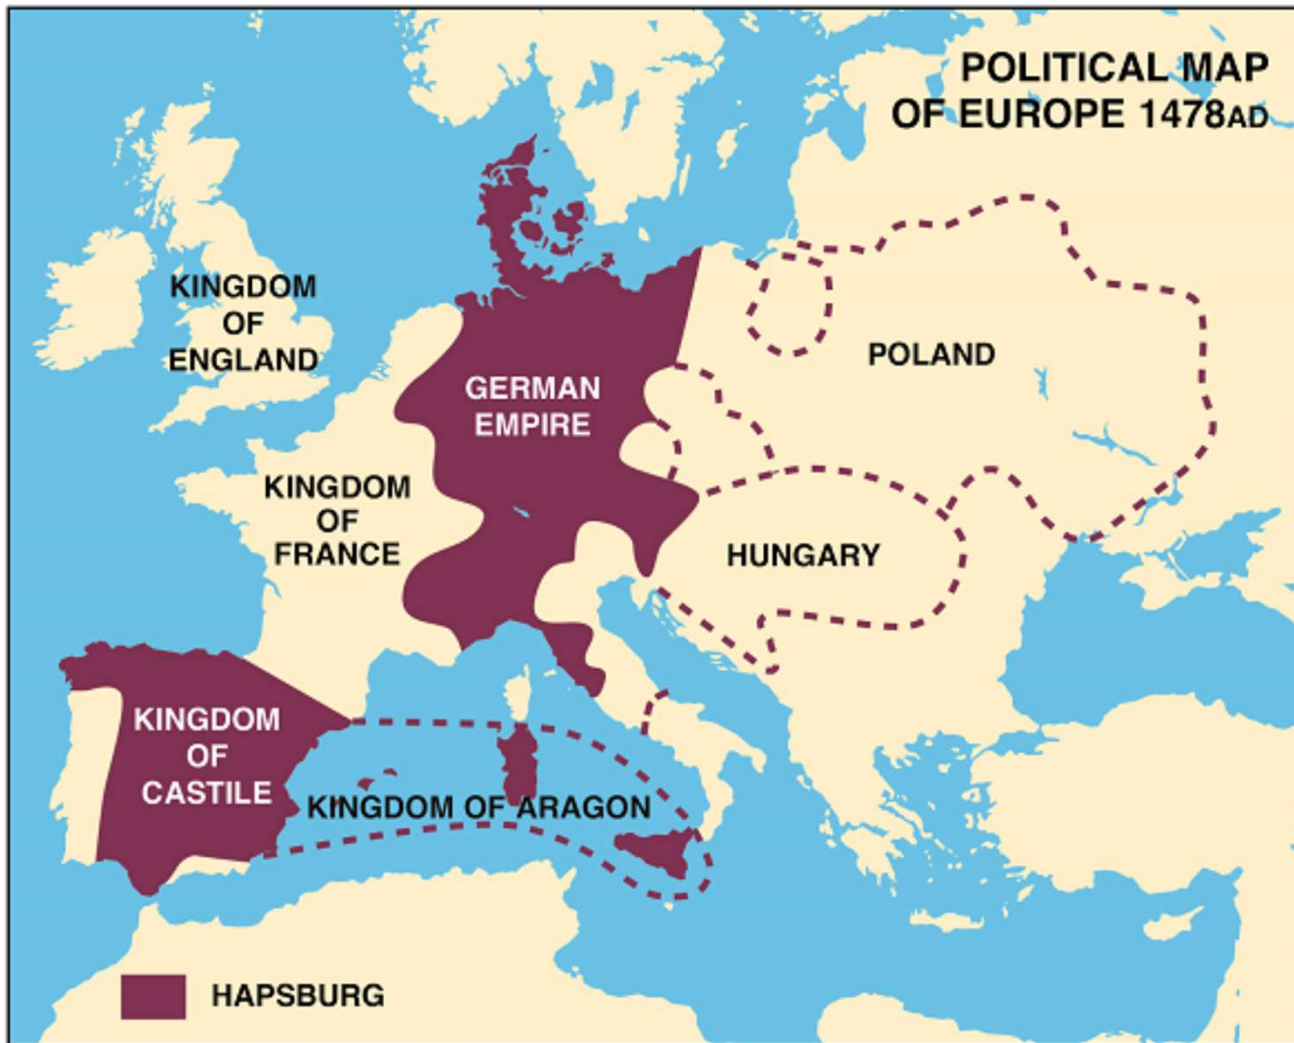 POLITICAL MAP
OF EUROPE 1478AD
KINGDOM
OF
ENGLAND
POLAND
GERMAN
EMPIRE
KINGDOM
OF
FRANCE
HUNGARY
KINGDOM
OF
CASTILE
KINGDOM OF ARAGON
HAPSBURG